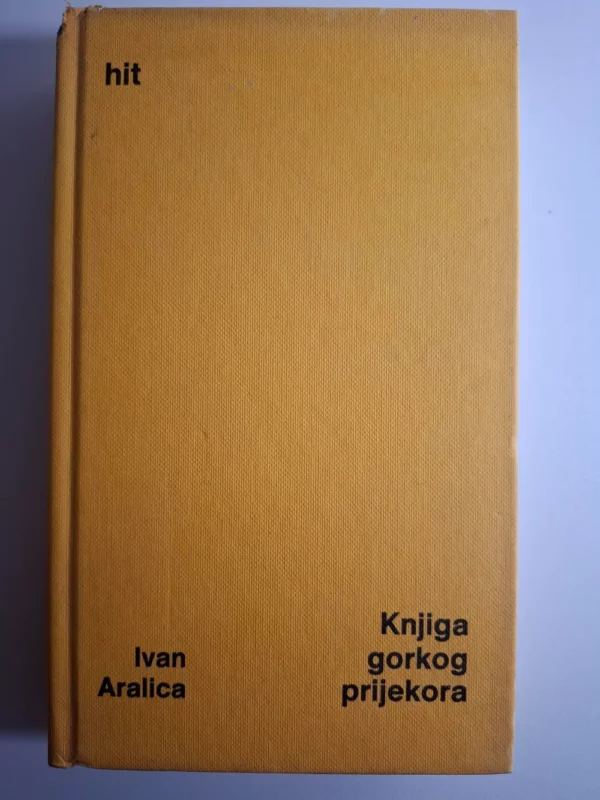 hit
Ivan
Aralica
Knjiga
gorkog
prijekora